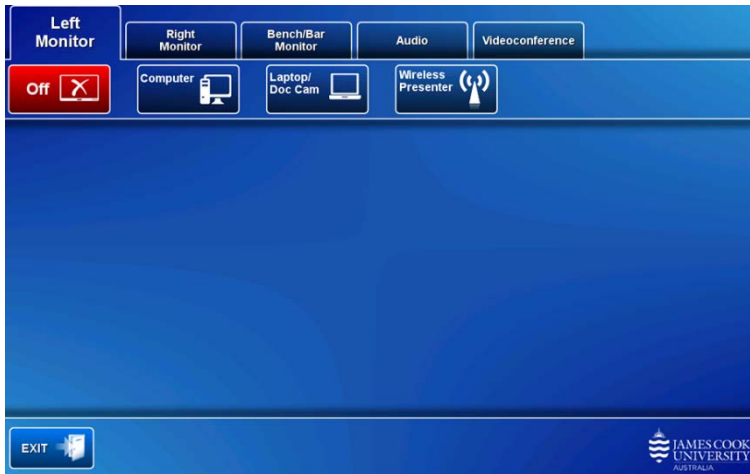 Left
Monitor
Right
Monitor
Bench/Bar
Monitor
Audio
Videoconference
Off
Computer
Laptop/
Doc Cam
Wireless
Presenter
EXIT
JAMES COOK
UNIVERSITY
AUSTRALIA